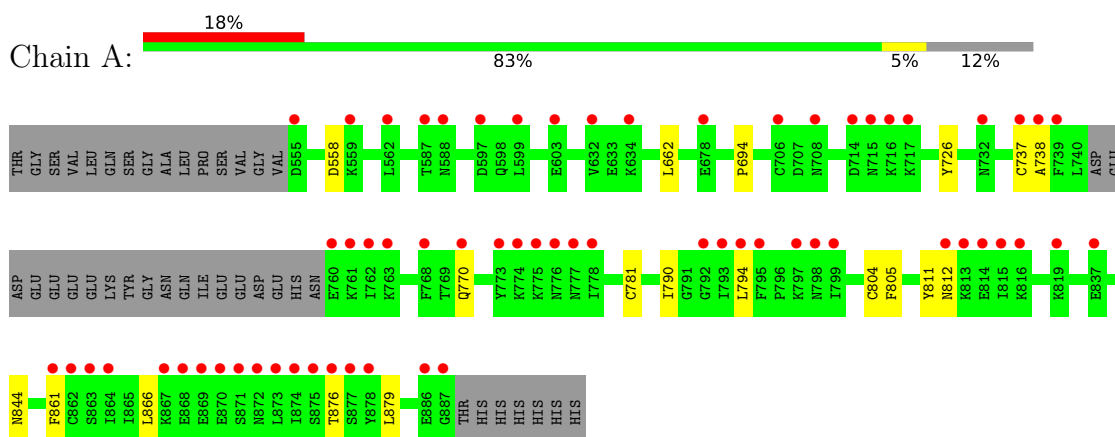 18%
Chain A:
83% 5% 12%
THR GLY SER VAL LEU GLN SER GLY ALA LEU PRO SER VAL GLY VAL D555 D558 K559 L562 T587 N588 D597 Q598 L599 E603 V632 E633 K634 L662 E678 P694 C706 D707 N708 D714 N715 K716 K717 Y726 N732 C737 A738 F739 L740 ASP GLU
ASP GLU GLU GLU GLU LYS TYR GLY ASN GLN ILE GLU GLU ASP GLU HIS ASN E760 K761 I762 K763 F768 T769 Q770 Y773 K774 K775 N776 N777 I778 C781 I790 G791 G792 I793 L794 F795 P796 K797 N798 I799 C804 F805 Y811 N812 K813 E814 I815 K816 K819 E837
N844 F861 C862 S863 I864 I865 L866 K867 E868 E869 E870 S871 N872 L873 I874 S875 T876 S877 Y878 L879 E886 G887 THR HIS HIS HIS HIS HIS HIS